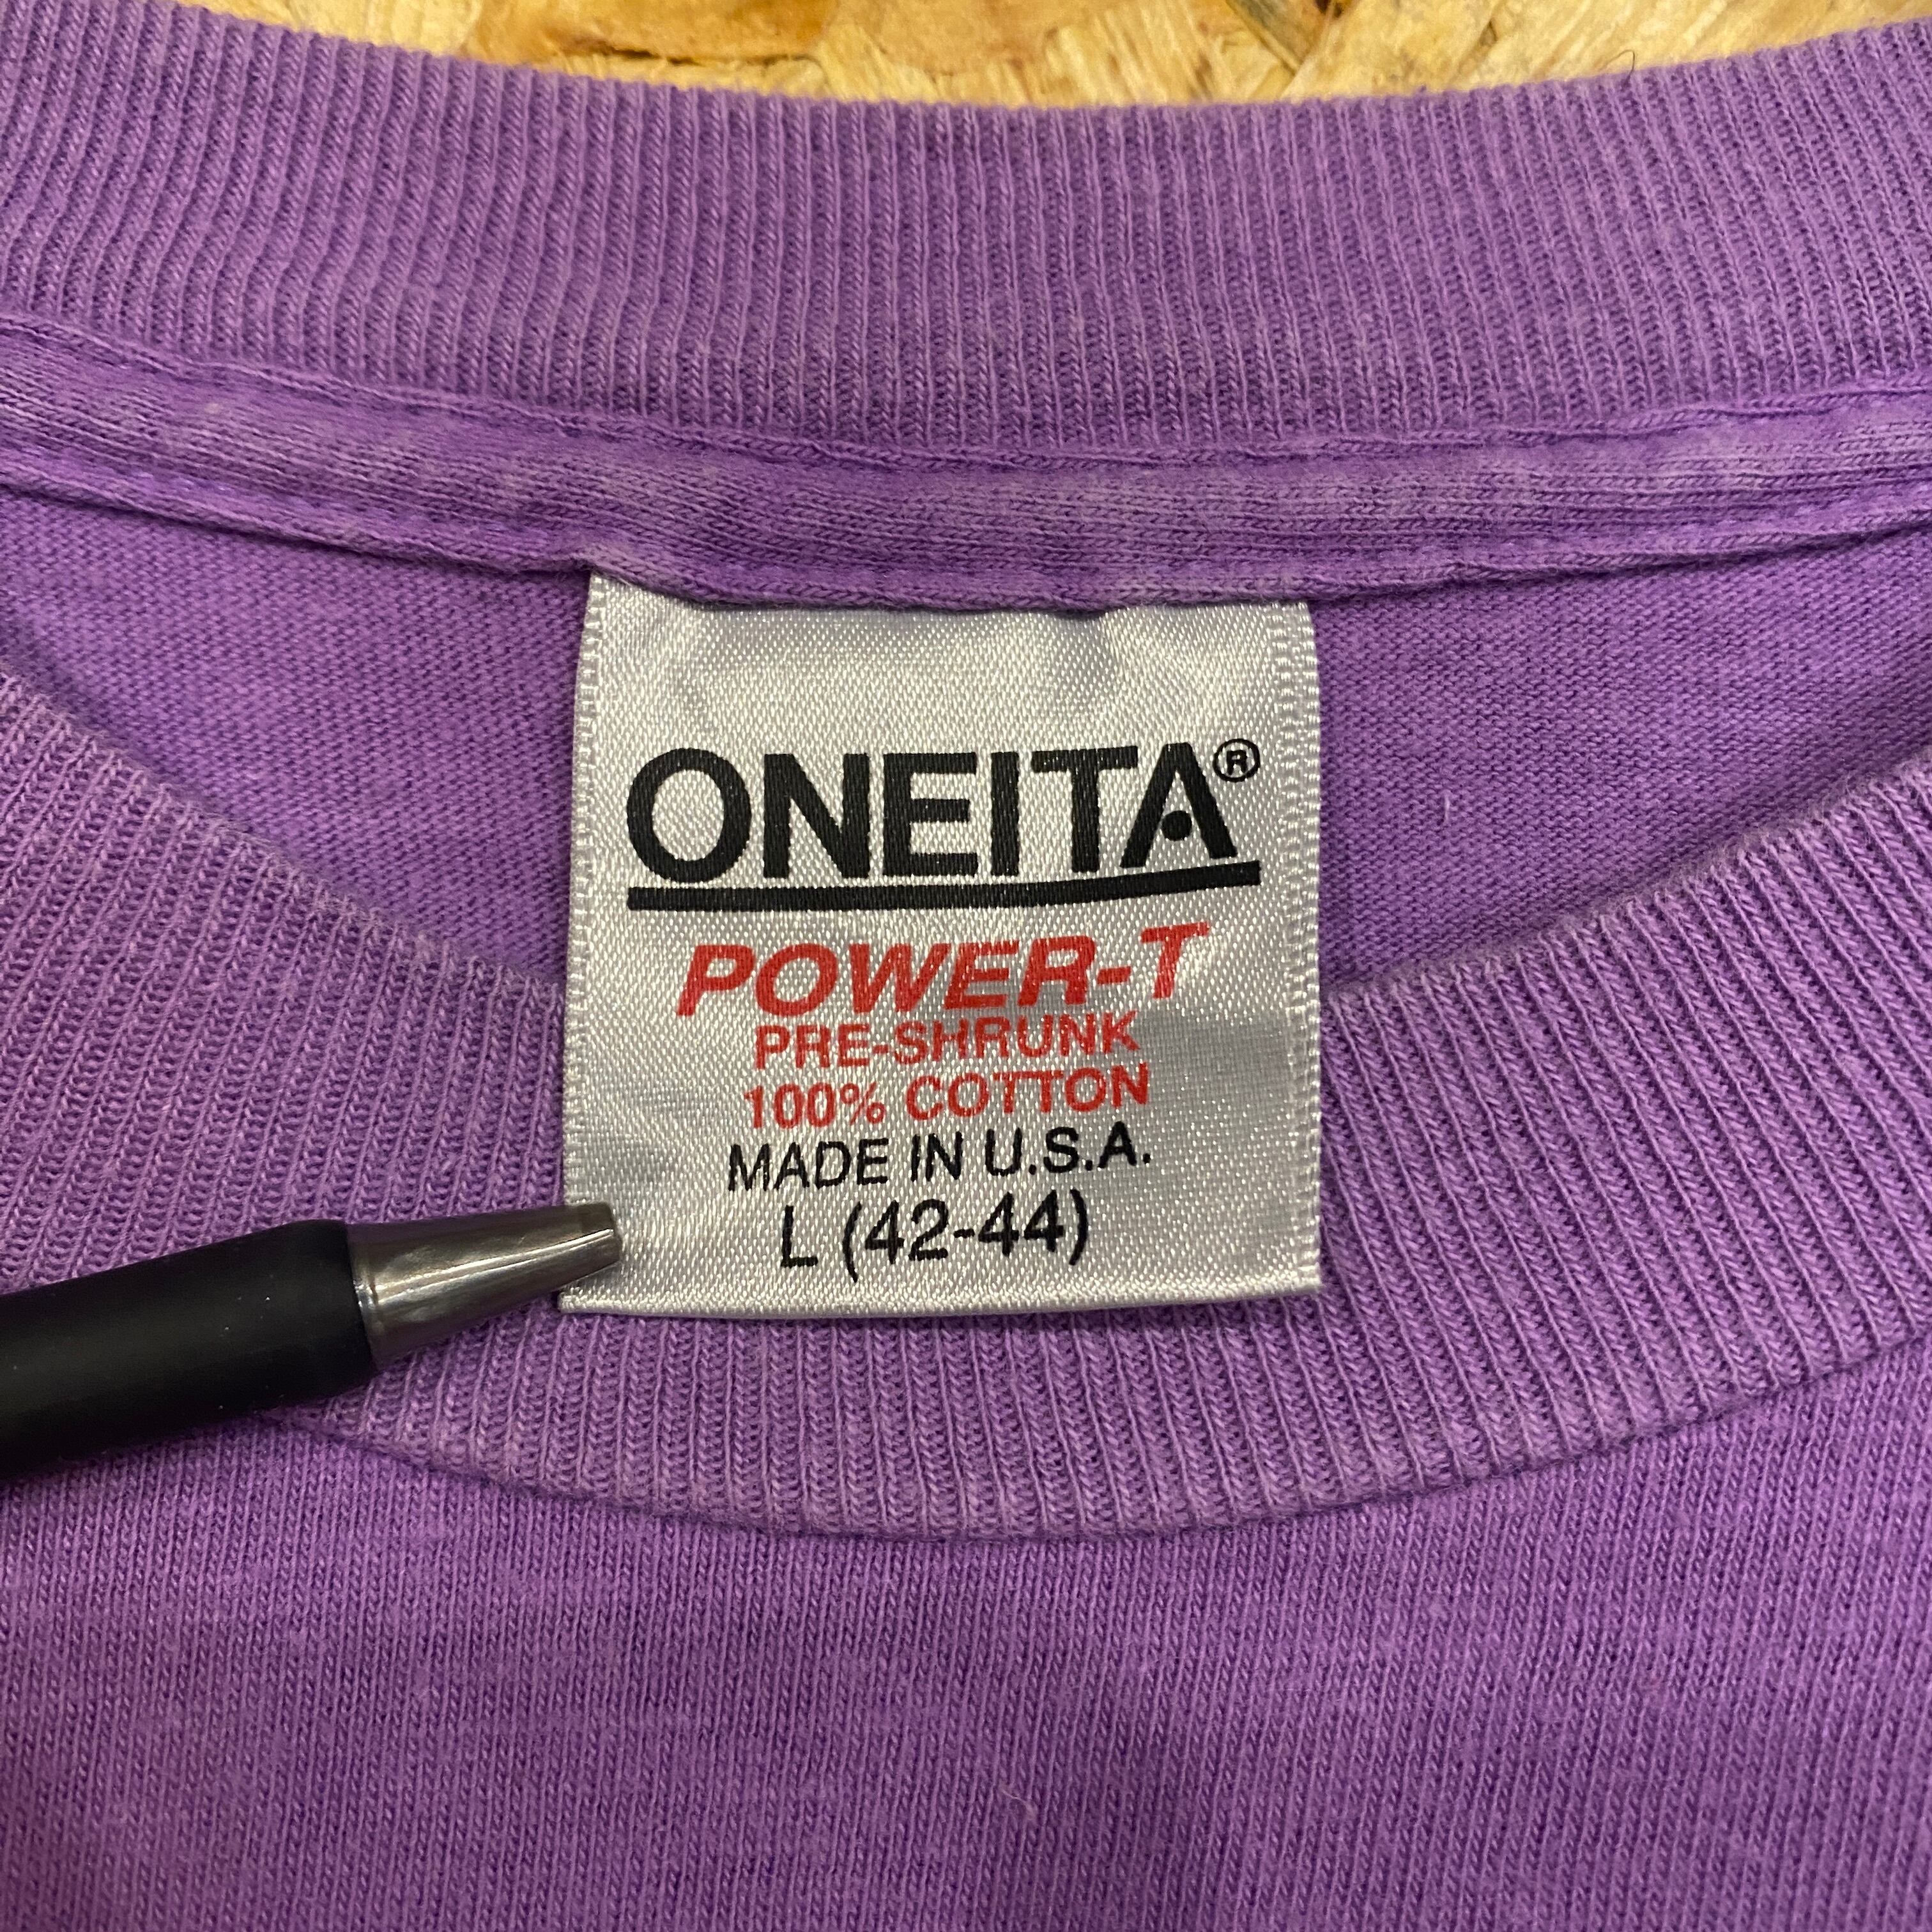 ONEITA®
POWER-T
PRE-SHRUNK
100% COTTON
MADE IN U.S.A.
L (42-44)